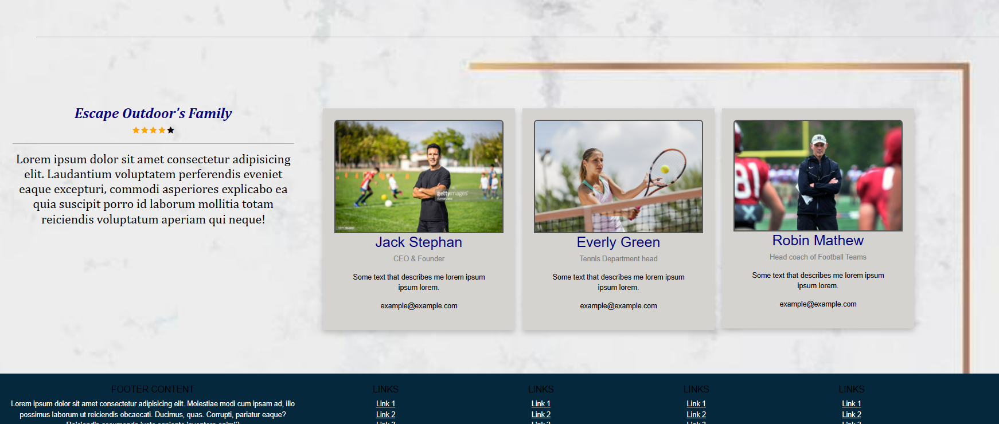 Escape Outdoor's Family
Lorem ipsum dolor sit amet consectetur adipisicing
elit. Laudantium voluptatem perferendis eveniet
eaque excepturi, commodi asperiores explicabo ea
quia suscipit porro id laborum mollitia totam
reiciendis voluptatum aperiam qui neque!
gettyimages
Jack Stephan
CEO & Founder
Some text that describes me lorem ipsum
ipsum lorem.
example@example.com
Everly Green
Tennis Department head
Some text that describes me lorem ipsum
ipsum lorem.
example@example.com
81
Robin Mathew
Head coach of Football Teams
Some text that describes me lorem ipsum
ipsum lorem.
example@example.com
FOOTER CONTENT
Lorem ipsum dolor sit amet consectetur adipisicing elit. Molestiae modi cum ipsam ad, illo
possimus laborum ut reiciendis obcaecati. Ducimus, quas. Corrupti, pariatur eaque?
LINKS
Link 1
Link 2
LINKS
Link 1
Link 2
LINKS
Link 1
Link 2
LINKS
Link 1
Link 2